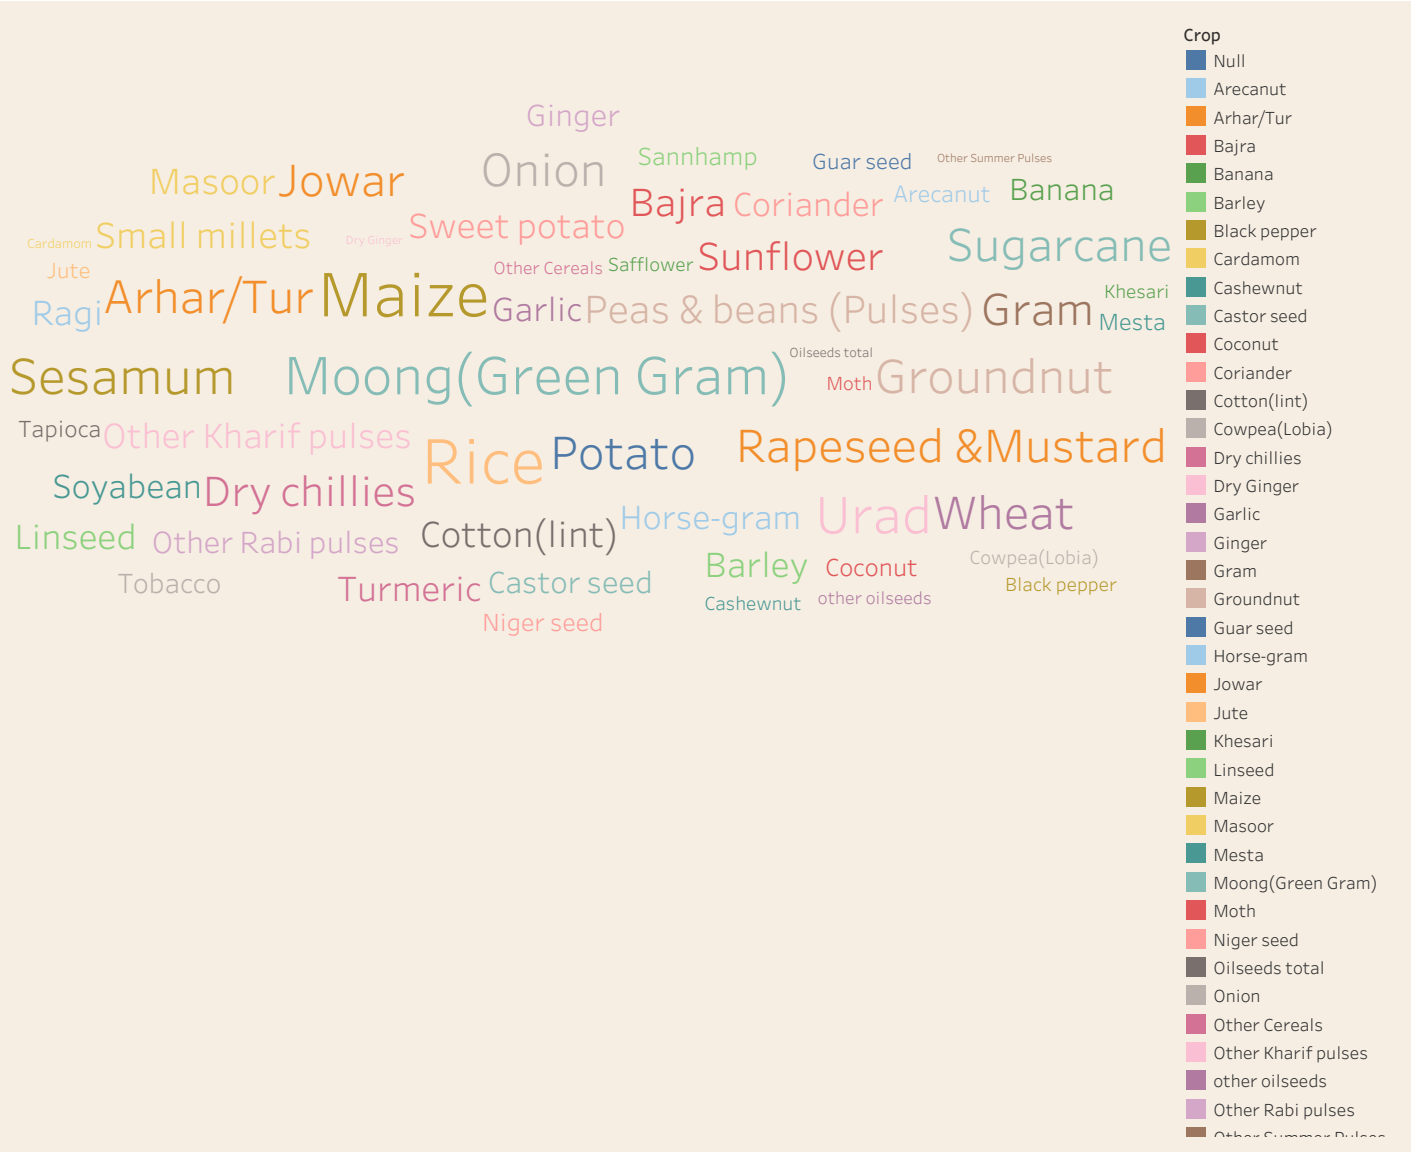 Ginger
Onion
Sannhamp
Guar seed
Other Summer Pulses
Masoor
Jowar
Bajra
Coriander
Arecanut
Banana
Cardamom
Small millets
Dry Ginger
Sweet potato
Sugarcane
Jute
Other Cereals
Safflower
Sunflower
Ragi
Arhar/Tur
Maize
Garlic
Peas & beans (Pulses)
Gram
Khesari
Mesta
Sesamum
Moong(Green Gram)
Oilseeds total
Moth
Groundnut
Tapioca
Other Kharif pulses
Rice
Potato
Rapeseed &Mustard
Soyabean
Dry chillies
Horse-gram
Urad
Wheat
Linseed
Other Rabi pulses
Cotton(lint)
Barley
Coconut
Cowpea(Lobia)
Tobacco
Turmeric
Castor seed
Cashewnut
other oilseeds
Black pepper
Niger seed
Crop
Null
Arecanut
Arhar/Tur
Bajra
Banana
Barley
Black pepper
Cardamom
Cashewnut
Castor seed
Coconut
Coriander
Cotton(lint)
Cowpea(Lobia)
Dry chillies
Dry Ginger
Garlic
Ginger
Gram
Groundnut
Guar seed
Horse-gram
Jowar
Jute
Khesari
Linseed
Maize
Masoor
Mesta
Moong(Green Gram)
Moth
Niger seed
Oilseeds total
Onion
Other Cereals
Other Kharif pulses
other oilseeds
Other Rabi pulses
Other Summer Pulses